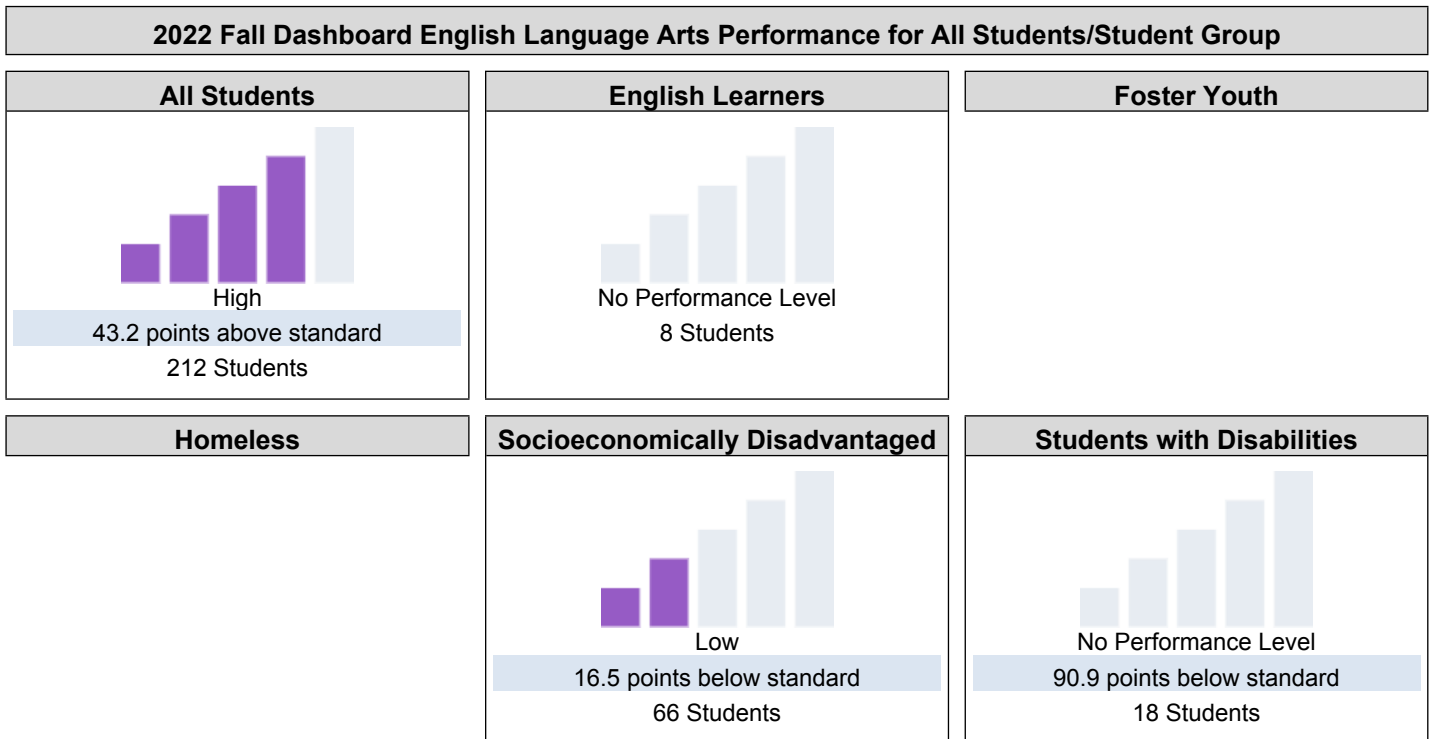 2022 Fall Dashboard English Language Arts Performance for All Students/Student Group
All Students
High
43.2 points above standard
212 Students
English Learners
No Performance Level
8 Students
Foster Youth
Homeless
Socioeconomically Disadvantaged
Low
16.5 points below standard
66 Students
Students with Disabilities
No Performance Level
90.9 points below standard
18 Students